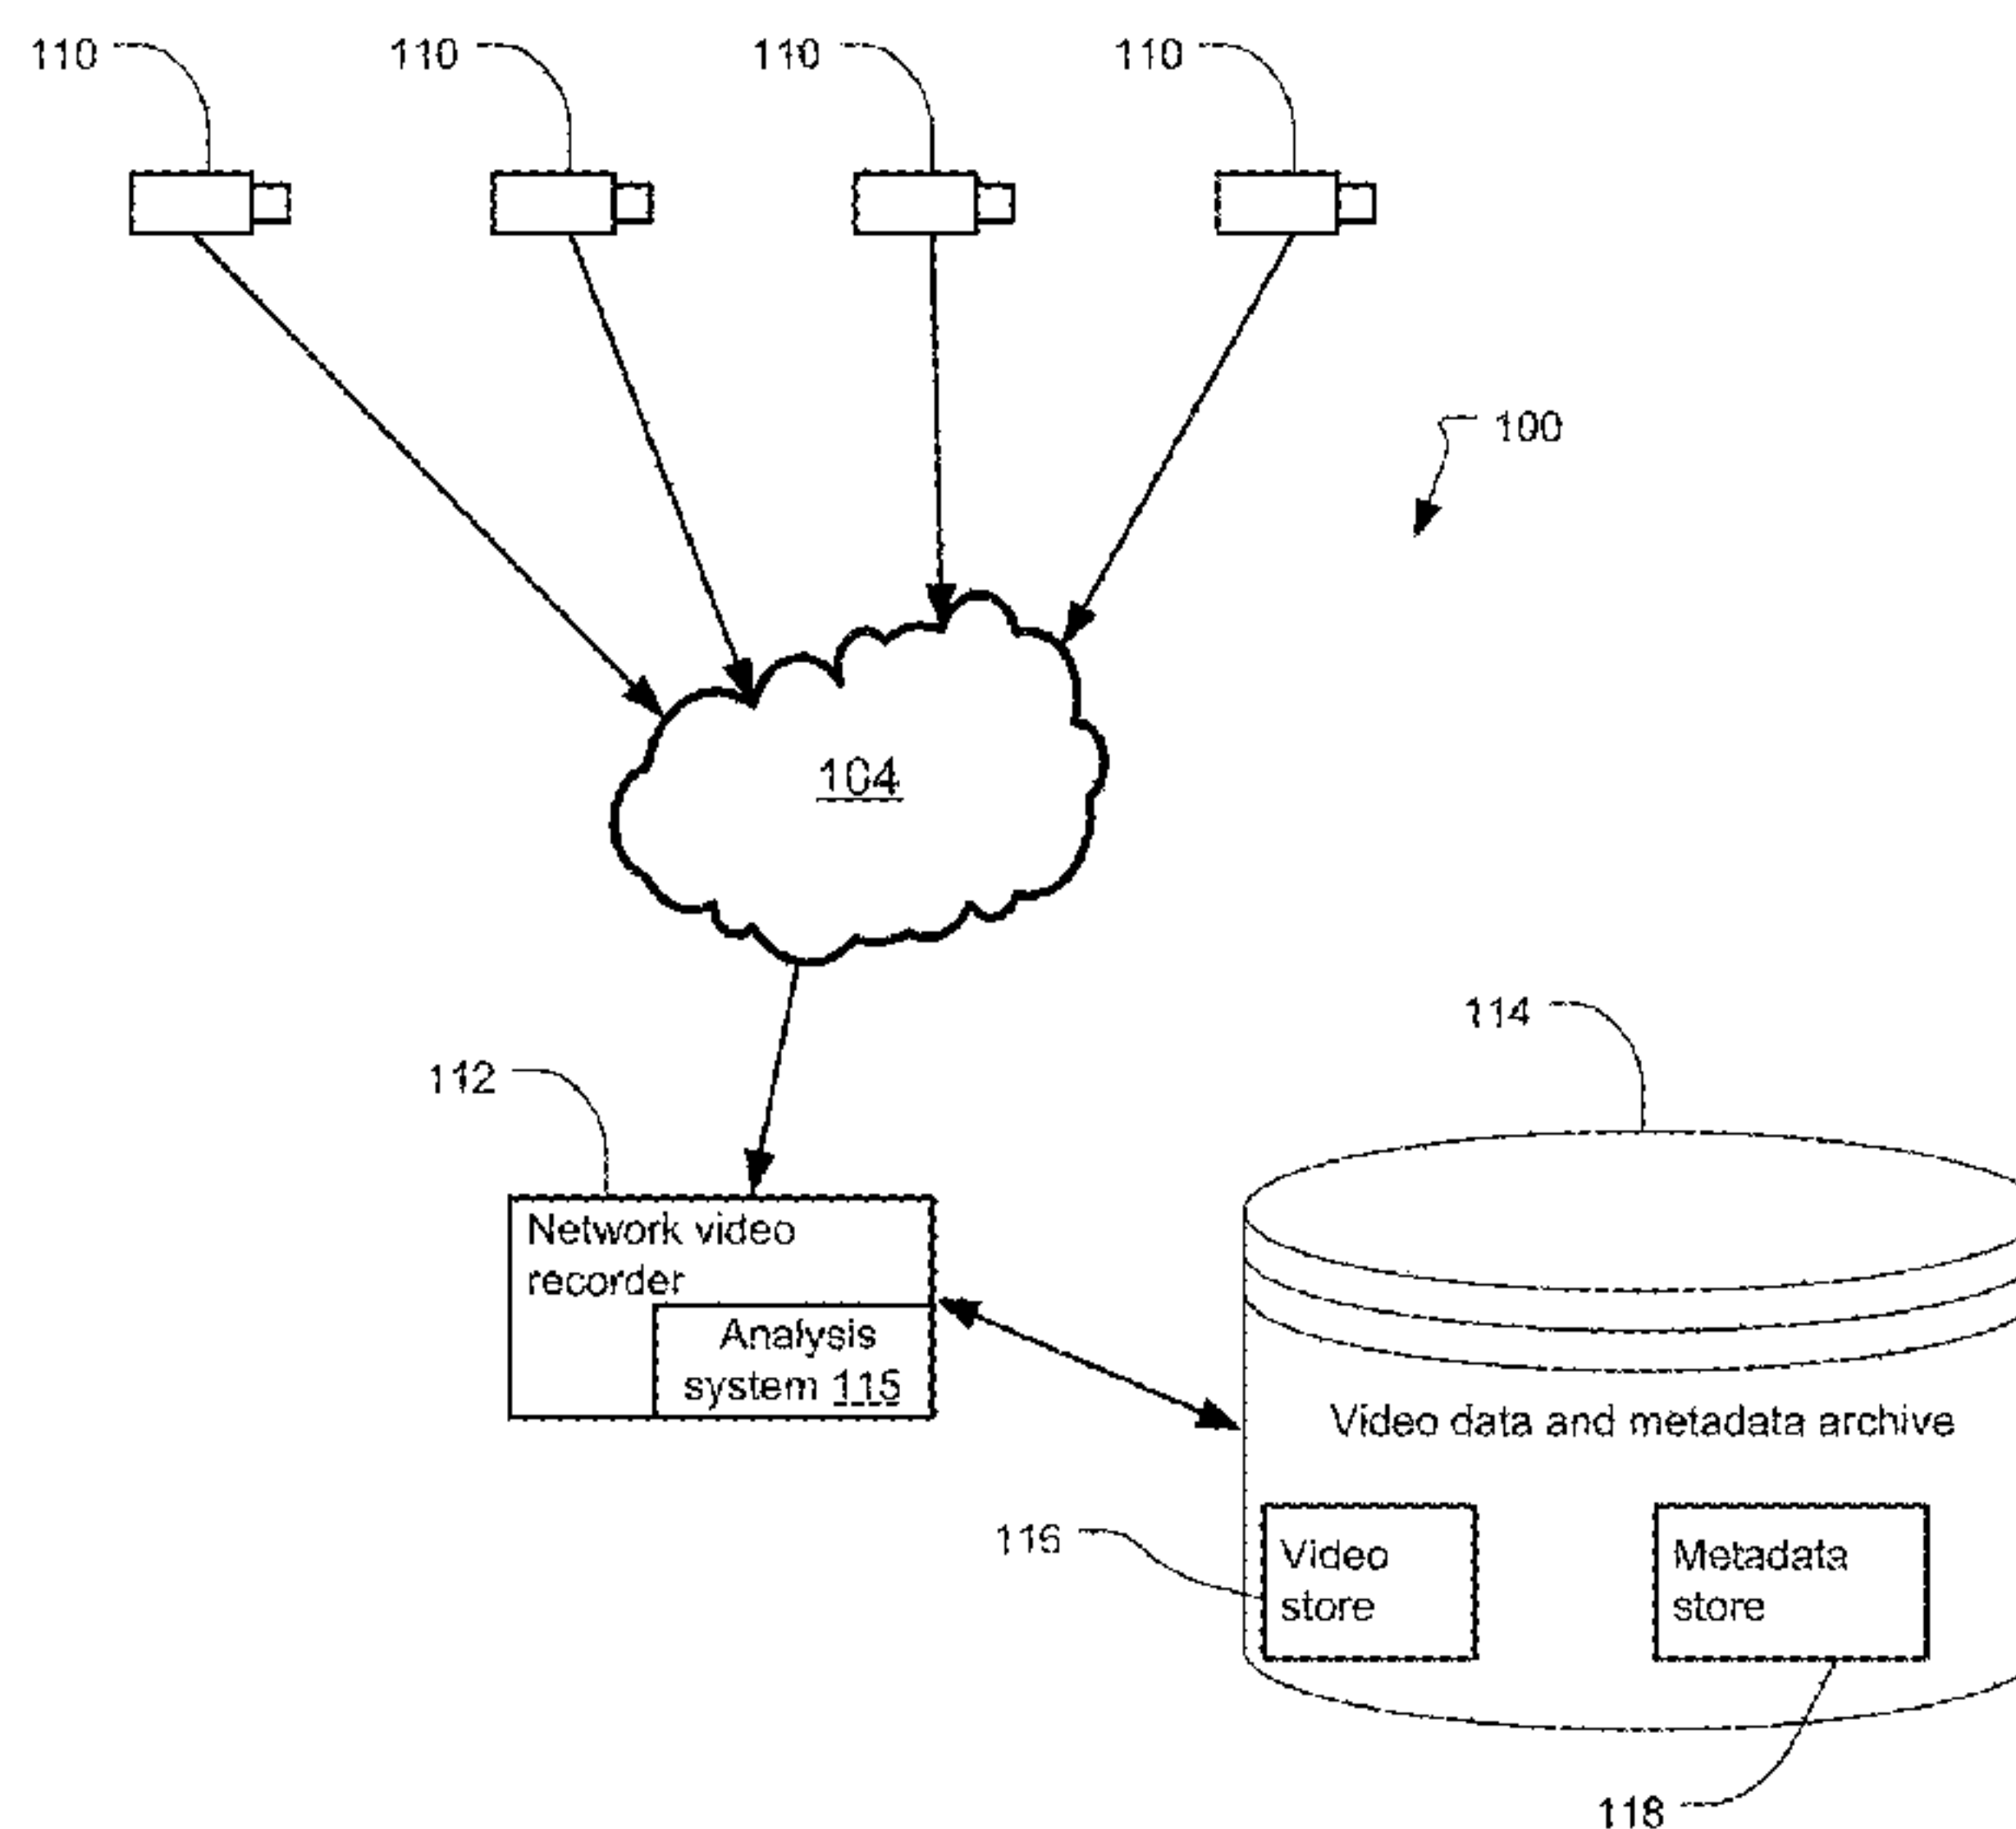 110 110 110 110
100
104
114
112
Network video
recorder
Analysis
system 115
Video data and metadata archive
116
Video
store
Metadata
store
118